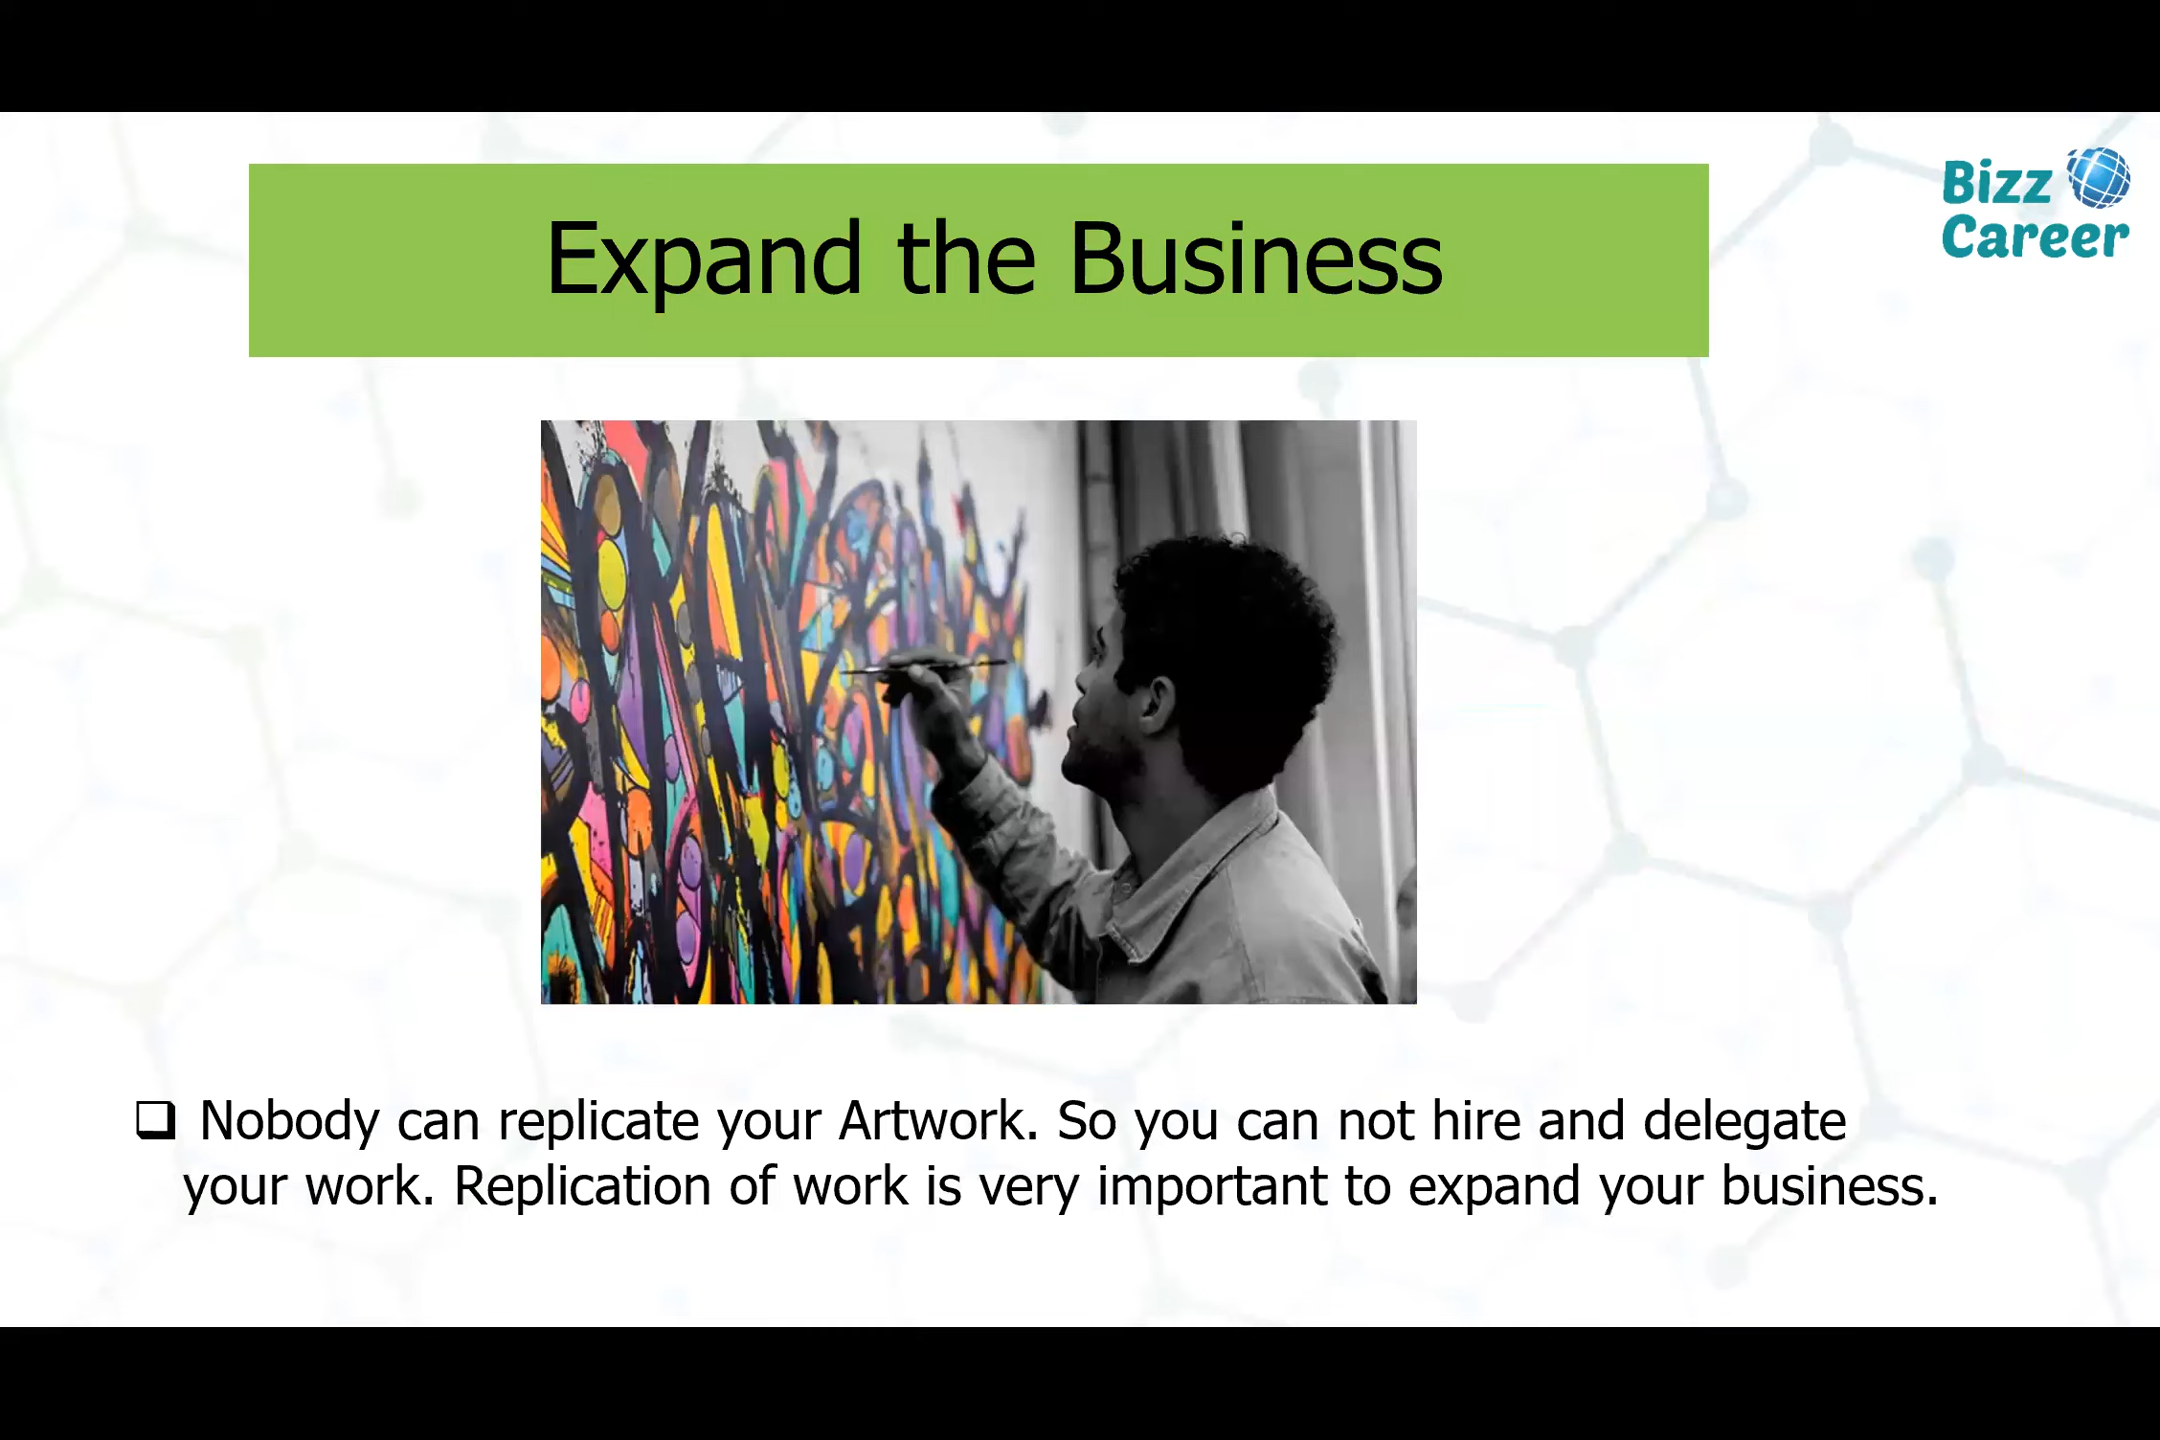 Bizz
Career
Expand the Business
Nobody can replicate your Artwork. So you can not hire and delegate
your work. Replication of work is very important to expand your business.